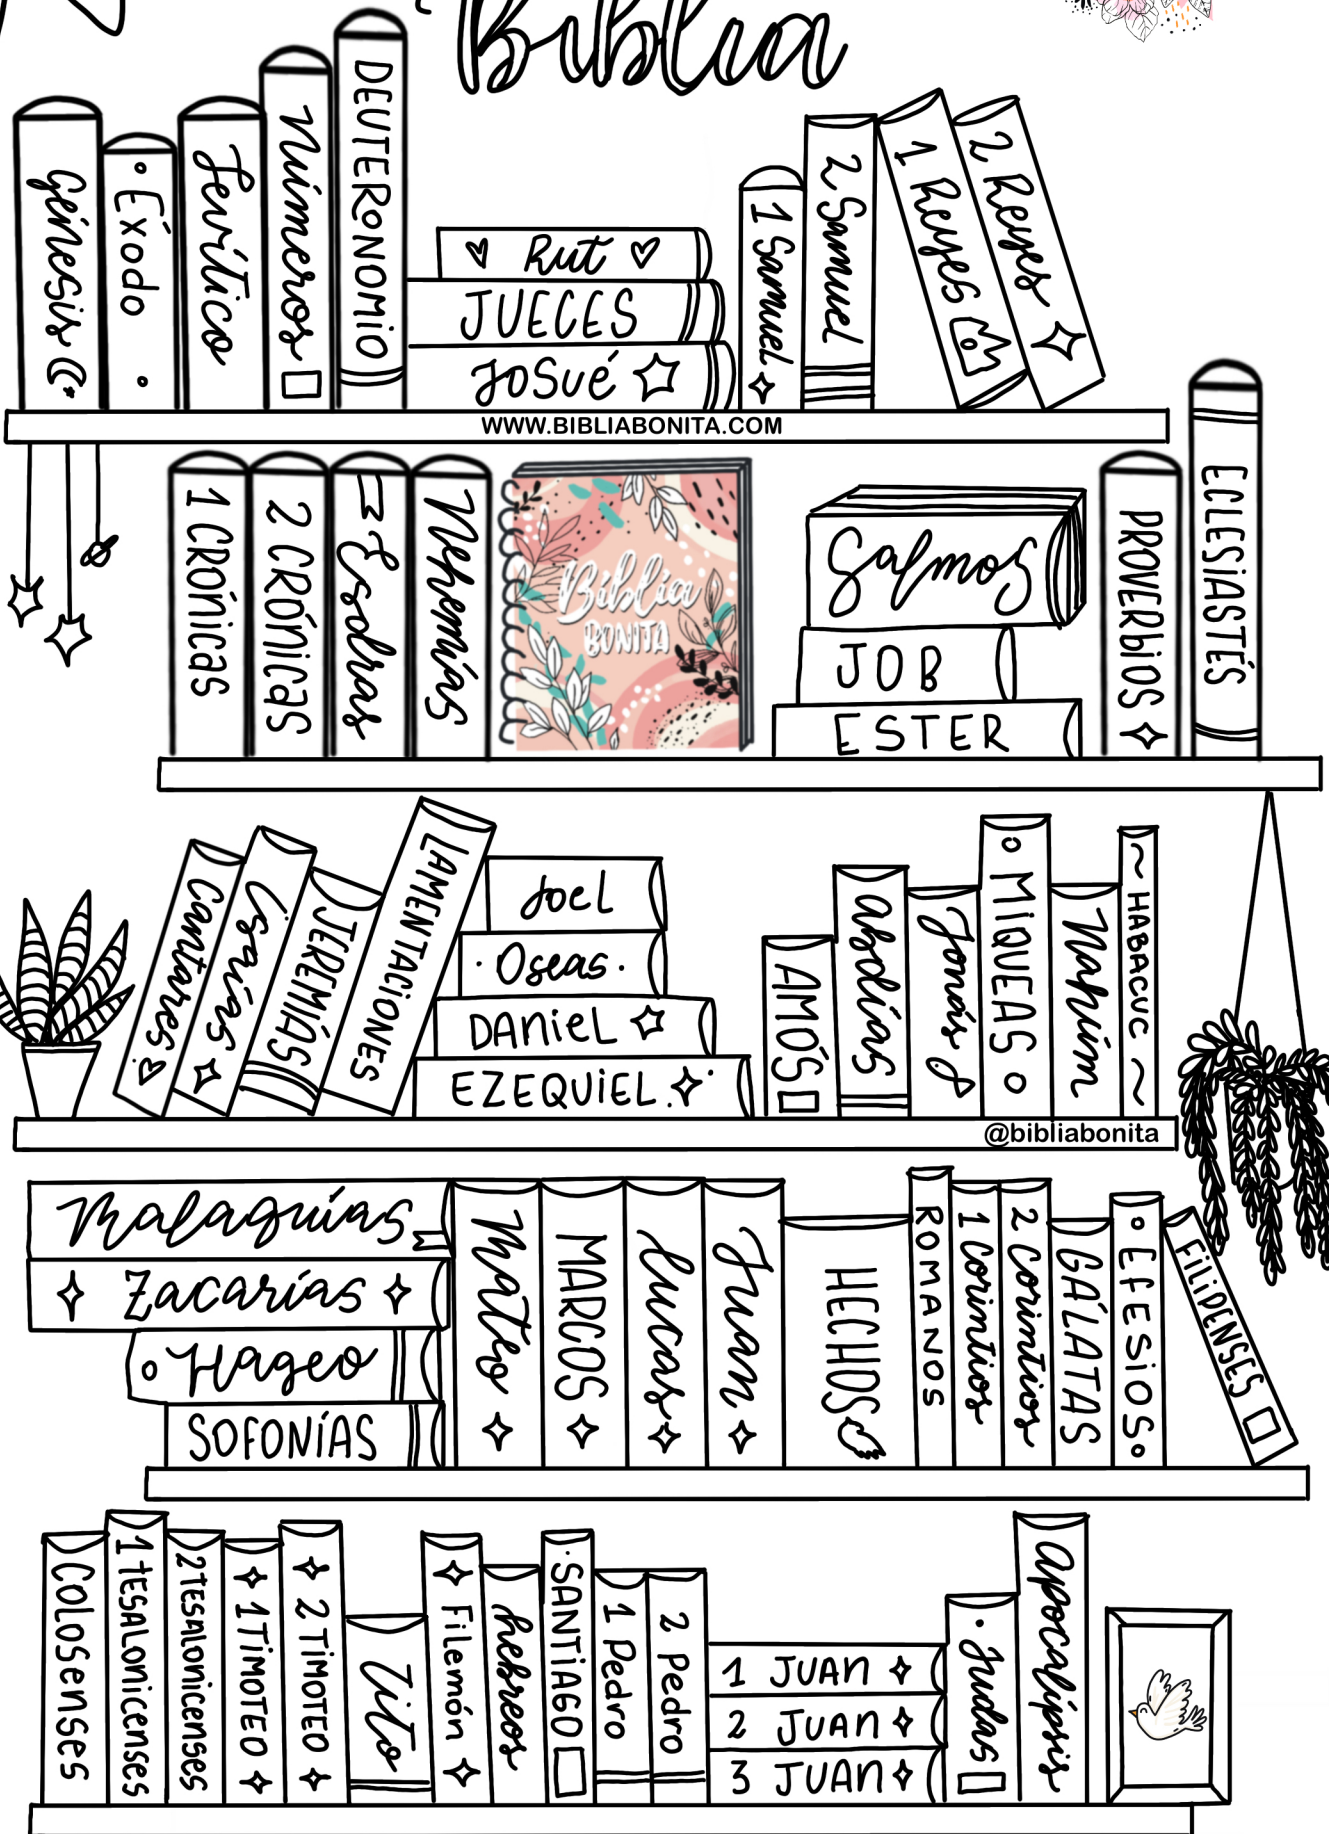 Biblia
Génesis
Éxodo
Levítico
Números
DEUTERONOMIO
Rut
JUECES
JOSUÉ
1 Samuel
2 Samuel
1 Reyes
2 Reyes
WWW.BIBLIABONITA.COM
1 CRÓNICAS
2 CRÓNICAS
Esdras
Nehemías
Biblia
BONITA
Salmos
JOB
ESTER
PROVERbIOS
ECLESIASTÉS
Cantares
Isaías
JEREMÍAS
LAMENTACIONES
Joel
Oseas
DANIEL
EZEQUIEL
AMÓS
Abdías
Jonás
MIQUEAS
Nahúm
HABACUC
@bibliabonita
Malaquías
Zacarías
Hageo
SOFONÍAS
Mateo
MARCOS
Lucas
Juan
HECHOS
ROMANOS
1 Corintios
2 Corintios
GÁLATAS
EFESIOS
FILIPENSES
Colosenses
1 TESALonicenses
2 TESALonicenses
1 TIMOTEO
2 TIMOTEO
Tito
Filemón
hebreos
SANTIAGO
1 Pedro
2 Pedro
1 JUAN
2 JUAN
3 JUAN
Judas
Apocalipsis